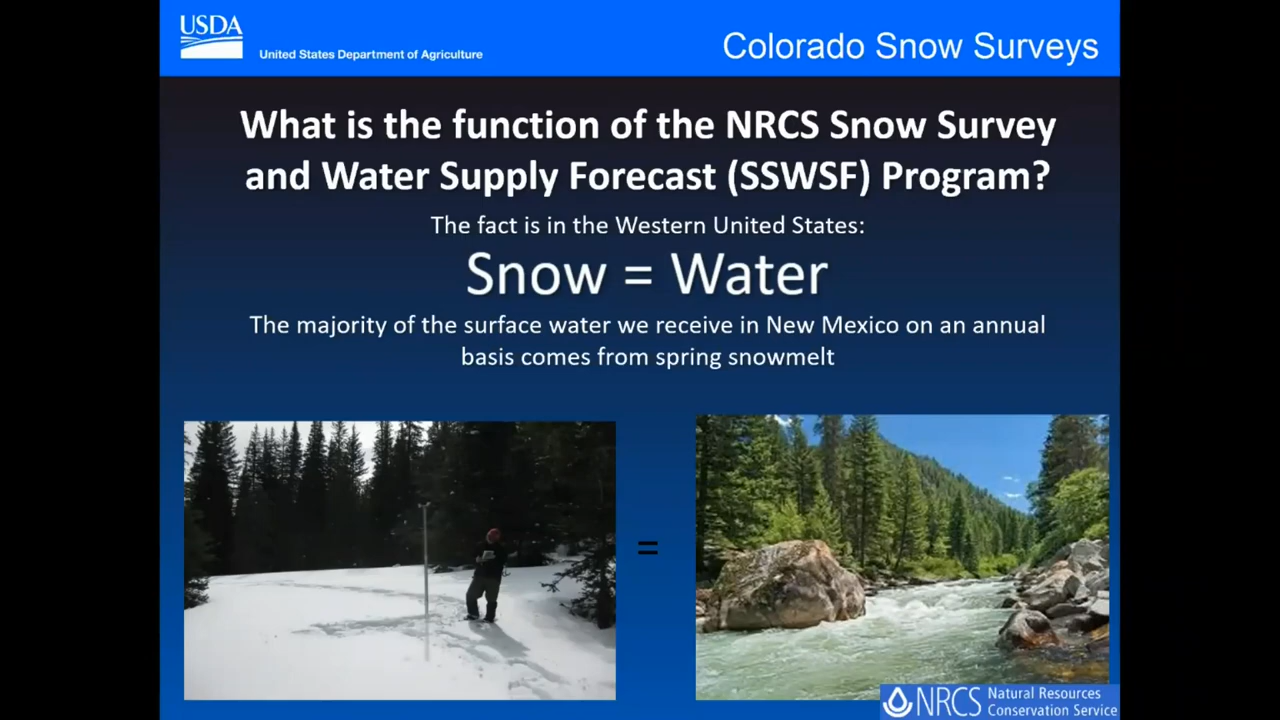 USDA
United States Department of Agriculture
Colorado Snow Surveys
What is the function of the NRCS Snow Survey
and Water Supply Forecast (SSWSF) Program?
The fact is in the Western United States:
Snow = Water
The majority of the surface water we receive in New Mexico on an annual
basis comes from spring snowmelt
=
NRCS
Natural Resources
Conservation Service